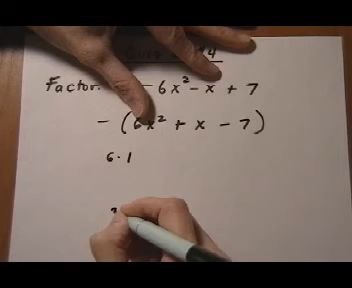 Factor. - 6x² - x + 7
- (6x² + x - 7)
6 · 1